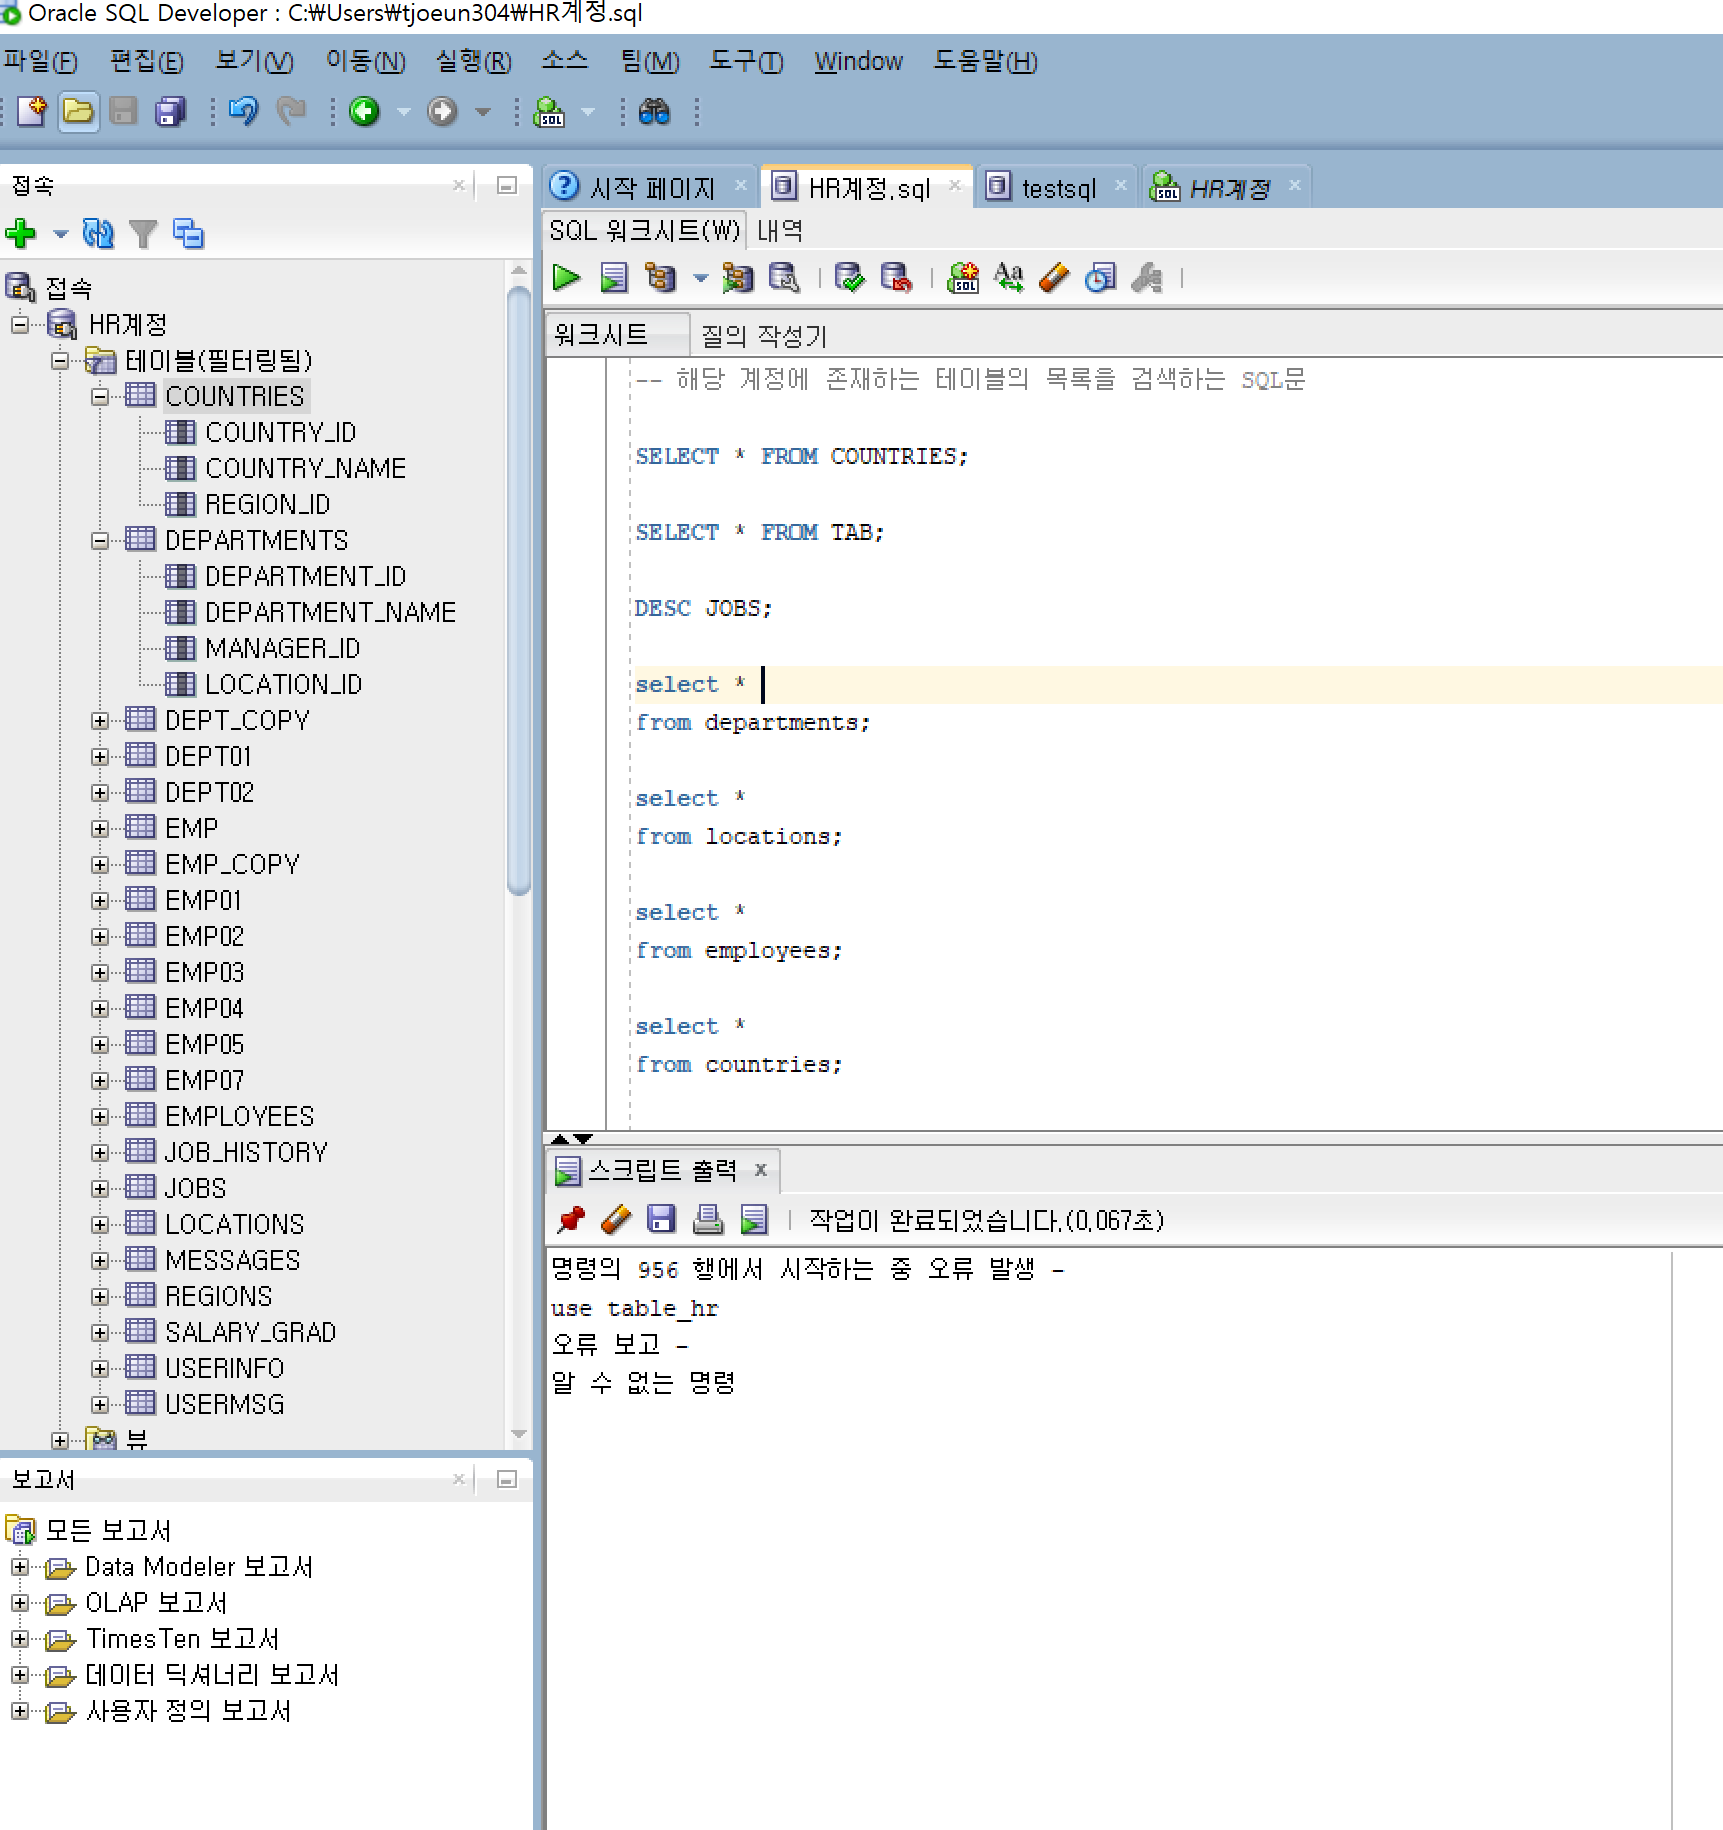 Oracle SQL Developer : C:₩Users₩tjoeun304₩HR계정.sql
파일(F) 편집(E) 보기(V) 이동(N) 실행(R) 소스 팀(M) 도구(T) Window 도움말(H)
접속
접속
HR계정
테이블(필터링됨)
COUNTRIES
COUNTRY_ID
COUNTRY_NAME
REGION_ID
DEPARTMENTS
DEPARTMENT_ID
DEPARTMENT_NAME
MANAGER_ID
LOCATION_ID
DEPT_COPY
DEPT01
DEPT02
EMP
EMP_COPY
EMP01
EMP02
EMP03
EMP04
EMP05
EMP07
EMPLOYEES
JOB_HISTORY
JOBS
LOCATIONS
MESSAGES
REGIONS
SALARY_GRAD
USERINFO
USERMSG
뷰
보고서
모든 보고서
Data Modeler 보고서
OLAP 보고서
TimesTen 보고서
데이터 딕셔너리 보고서
사용자 정의 보고서
시작 페이지 HR계정.sql testsql HR계정
SQL 워크시트(W) 내역
워크시트 질의 작성기
-- 해당 계정에 존재하는 테이블의 목록을 검색하는 SQL문
SELECT * FROM COUNTRIES;
SELECT * FROM TAB;
DESC JOBS;
select *
from departments;
select *
from locations;
select *
from employees;
select *
from countries;
스크립트 출력
작업이 완료되었습니다.(0.067초)
명령의 956 행에서 시작하는 중 오류 발생 -
use table_hr
오류 보고 -
알 수 없는 명령